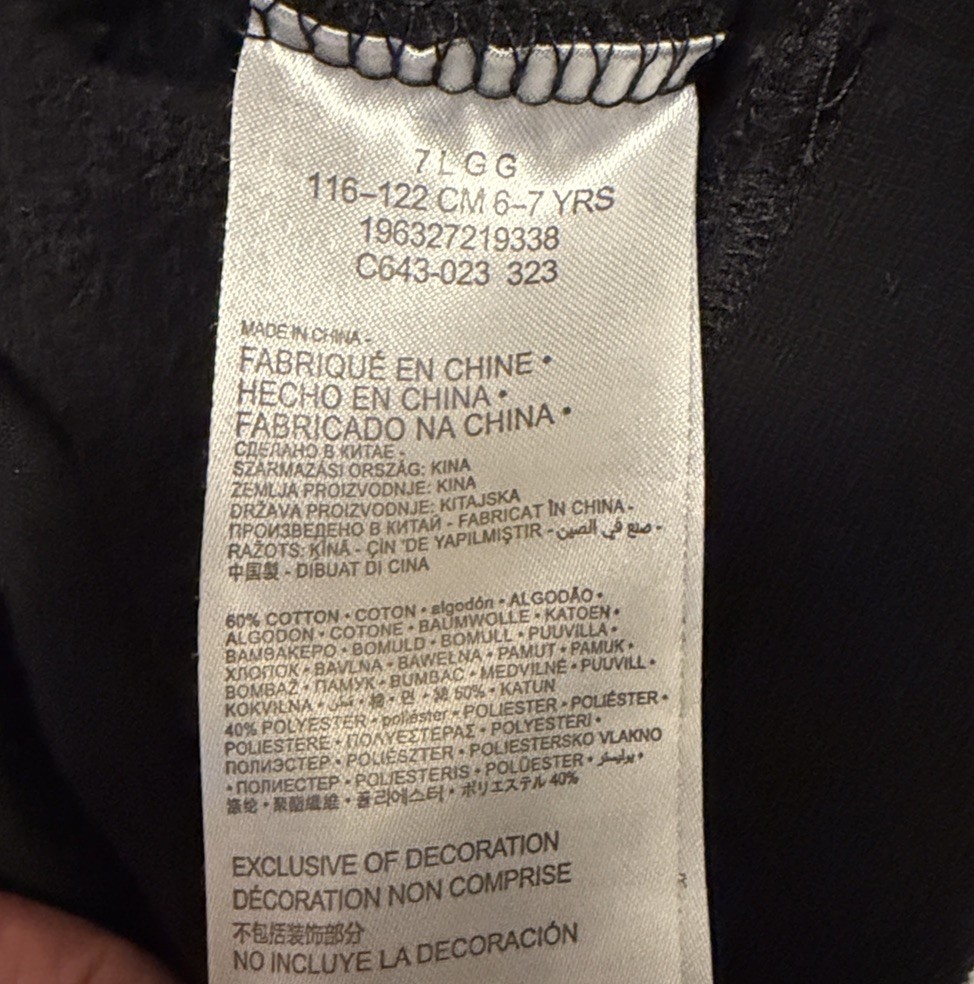 7 L G G
116–122 CM 6–7 YRS
196327219338
C643-023 323
MADE IN CHINA -
FABRIQUÉ EN CHINE •
HECHO EN CHINA •
FABRICADO NA CHINA •
СДЕЛАНО В КИТАЕ -
SZÁRMAZÁSI ORSZÁG: KINA
ZEMLJA PROIZVODNJE: KINA
DRŽAVA PROIZVODNJE: KITAJSKA
ПРОИЗВЕДЕНО В КИТАЙ - FABRICAT ÎN CHINA -
RAŽOTS: ĶĪNĀ - ÇİN 'DE YAPILMIŞTIR - صنع في الصين -
中国製 - DIBUAT DI CINA
60% COTTON • COTON • algodón • ALGODÃO •
ALGODON • COTONE • BAUMWOLLE • KATOEN •
ΒΑΜΒΑΚΕΡΟ • BOMULD • BOMULL • PUUVILLA •
ХЛОПОК • BAVLNA • BAWEŁNA • PAMUT • PAMUK •
BOMBAŽ • ПАМУК • BUMBAC • MEDVILNĖ • PUUVILL •
KOKVILNA • قطن • 棉 • 면 • 綿 60% • KATUN
40% POLYESTER • poliéster • POLIESTER • POLIÉSTER •
POLIESTERE • ΠΟΛΥΕΣΤΕΡΑΣ • POLYESTERI •
ПОЛИЭСТЕР • POLIÉSZTER • POLIESTERSKO VLAKNO
• ПОЛИЕСТЕР • POLIESTERIS • POLÜESTER • بوليستر •
涤纶 • 聚酯纖維 • 폴리에스터 • ポリエステル 40%
EXCLUSIVE OF DECORATION
DÉCORATION NON COMPRISE
不包括装饰部分
NO INCLUYE LA DECORACIÓN